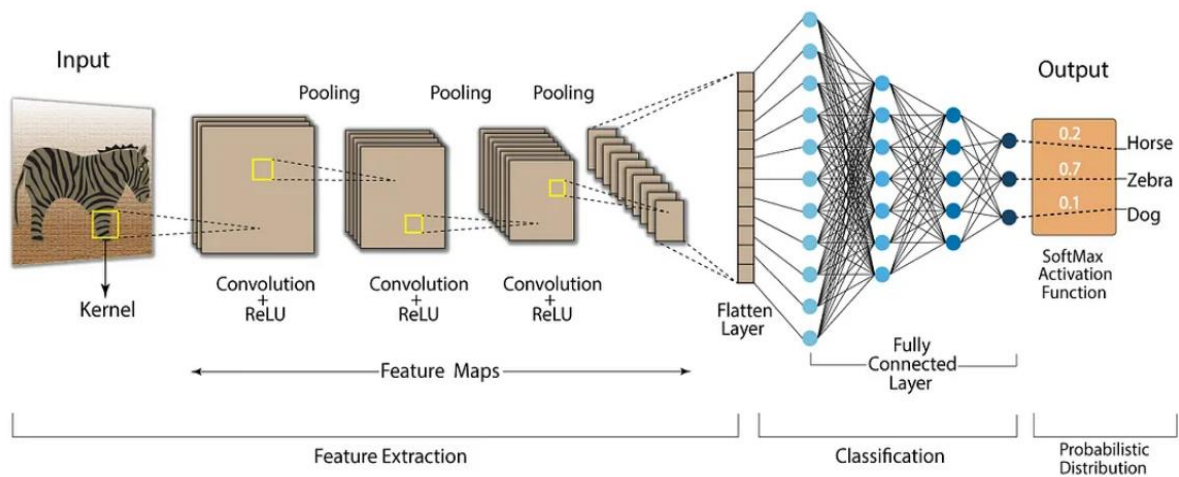 Input
Output
Pooling
Pooling
Pooling
0.2
Horse
0.7
Zebra
0.1
Dog
Kernel
Convolution
+
ReLU
Convolution
+
ReLU
Convolution
+
ReLU
Flatten
Layer
SoftMax
Activation
Function
Fully
Connected
Layer
Feature Maps
Feature Extraction
Classification
Probabilistic
Distribution